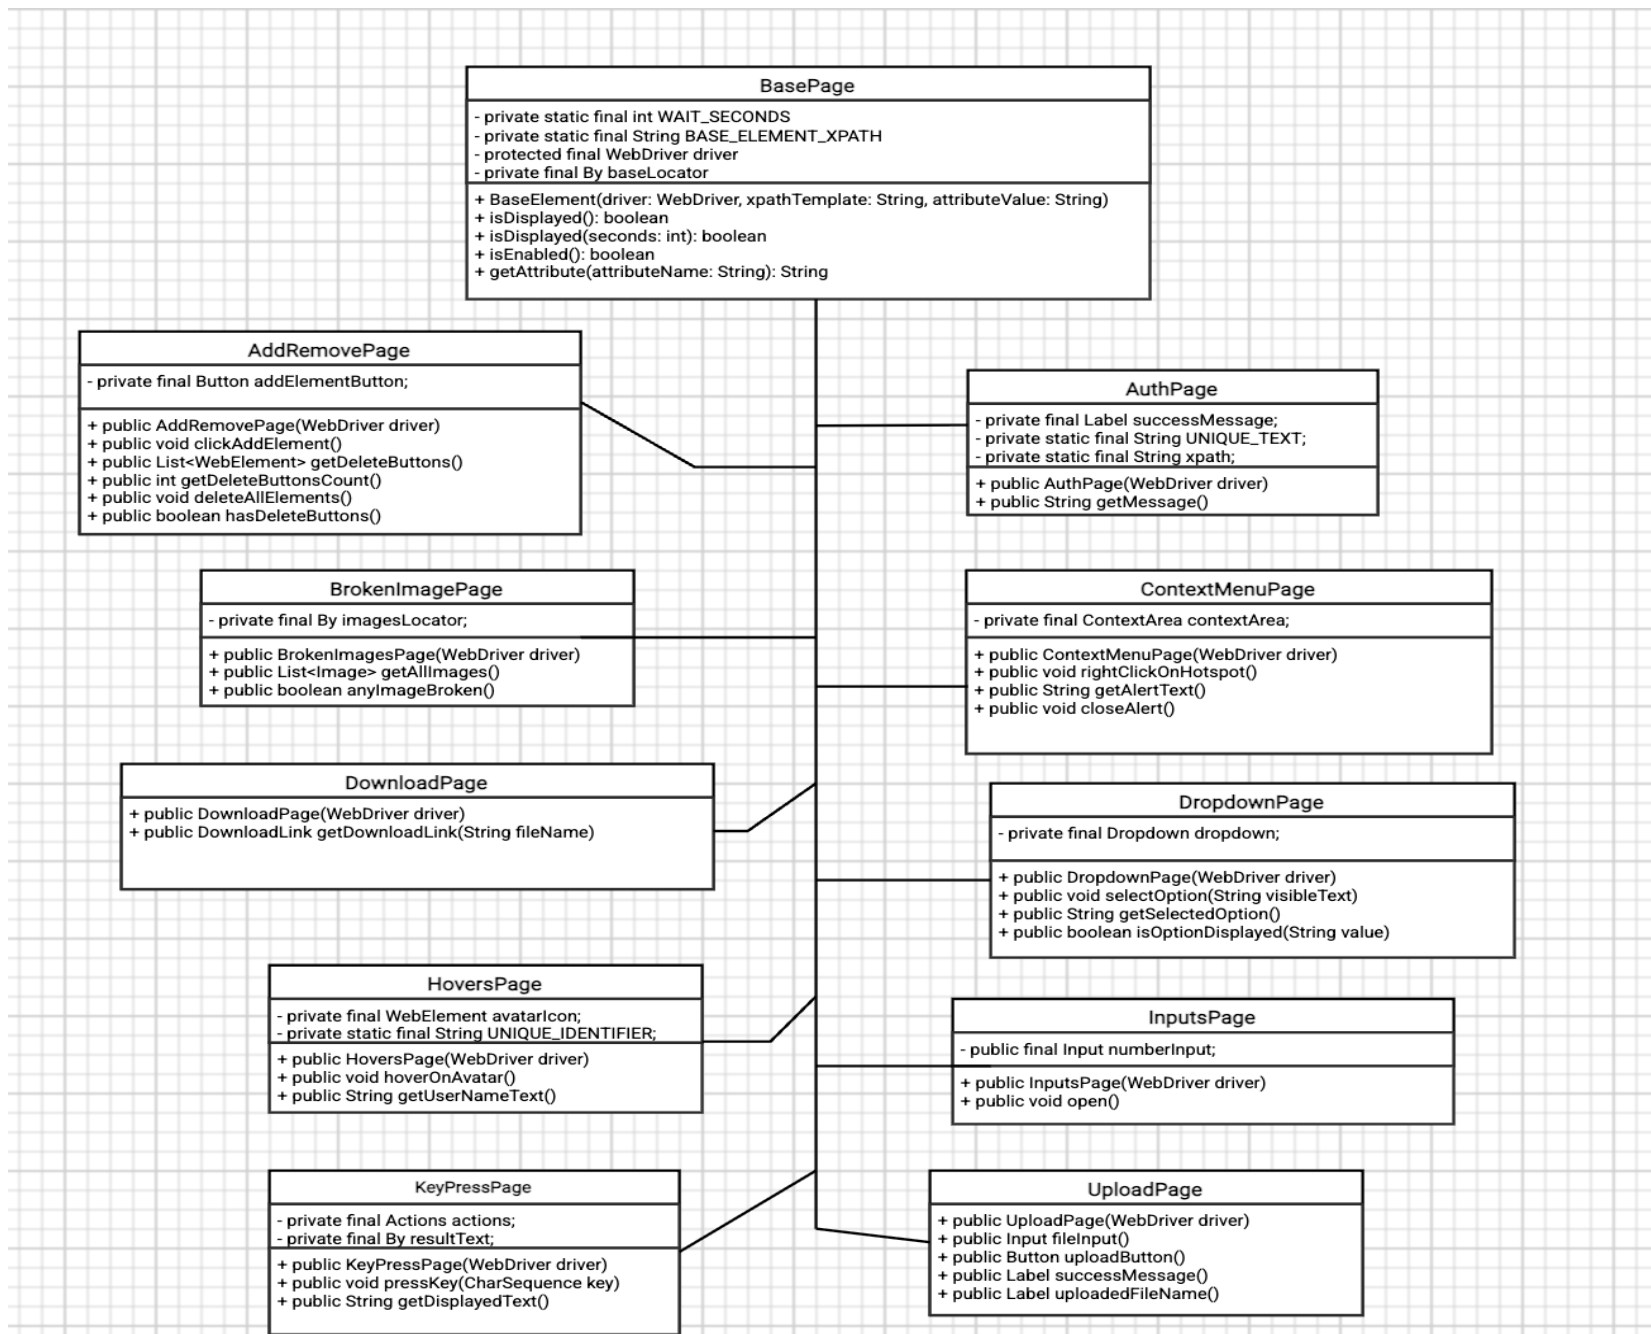 BasePage
- private static final int WAIT_SECONDS
- private static final String BASE_ELEMENT_XPATH
- protected final WebDriver driver
- private final By baseLocator
+ BaseElement(driver: WebDriver, xpathTemplate: String, attributeValue: String)
+ isDisplayed(): boolean
+ isDisplayed(seconds: int): boolean
+ isEnabled(): boolean
+ getAttribute(attributeName: String): String
AddRemovePage
- private final Button addElementButton;
+ public AddRemovePage(WebDriver driver)
+ public void clickAddElement()
+ public List<WebElement> getDeleteButtons()
+ public int getDeleteButtonsCount()
+ public void deleteAllElements()
+ public boolean hasDeleteButtons()
AuthPage
- private final Label successMessage;
- private static final String UNIQUE_TEXT;
- private static final String xpath;
+ public AuthPage(WebDriver driver)
+ public String getMessage()
BrokenImagePage
- private final By imagesLocator;
+ public BrokenImagesPage(WebDriver driver)
+ public List<Image> getAllImages()
+ public boolean anyImageBroken()
ContextMenuPage
- private final ContextArea contextArea;
+ public ContextMenuPage(WebDriver driver)
+ public void rightClickOnHotspot()
+ public String getAlertText()
+ public void closeAlert()
DownloadPage
+ public DownloadPage(WebDriver driver)
+ public DownloadLink getDownloadLink(String fileName)
DropdownPage
- private final Dropdown dropdown;
+ public DropdownPage(WebDriver driver)
+ public void selectOption(String visibleText)
+ public String getSelectedOption()
+ public boolean isOptionDisplayed(String value)
HoversPage
- private final WebElement avatarIcon;
- private static final String UNIQUE_IDENTIFIER;
+ public HoversPage(WebDriver driver)
+ public void hoverOnAvatar()
+ public String getUserNameText()
InputsPage
- public final Input numberInput;
+ public InputsPage(WebDriver driver)
+ public void open()
KeyPressPage
- private final Actions actions;
- private final By resultText;
+ public KeyPressPage(WebDriver driver)
+ public void pressKey(CharSequence key)
+ public String getDisplayedText()
UploadPage
+ public UploadPage(WebDriver driver)
+ public Input fileInput()
+ public Button uploadButton()
+ public Label successMessage()
+ public Label uploadedFileName()